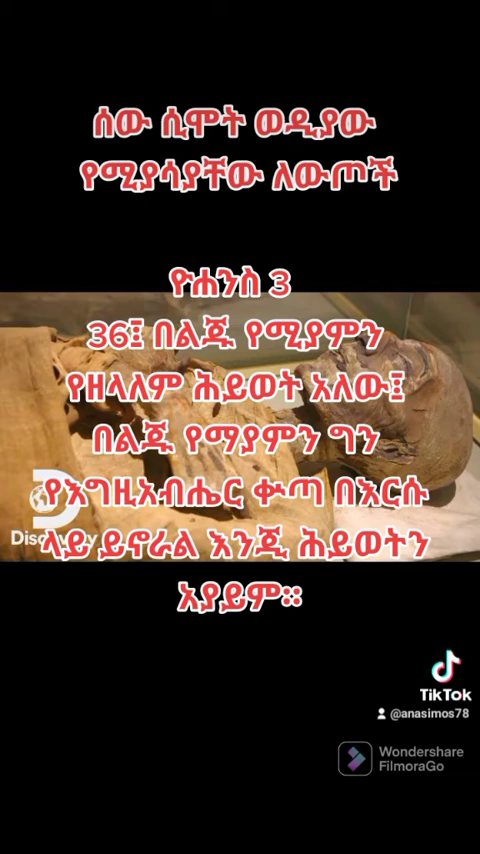 ሰው ሲሞት ወዲያው
የሚያሳያቸው ለውጦች
ዮሐንስ 3
36፤ በልጁ የሚያምን
የዘላለም ሕይወት አለው፤
በልጁ የማያምን ግን
የእግዚአብሔር ቍጣ በእርሱ
ላይ ይኖራል እንጂ ሕይወትን
አያይም።
Discovery
TikTok
@anasimos78
Wondershare
FilmoraGo